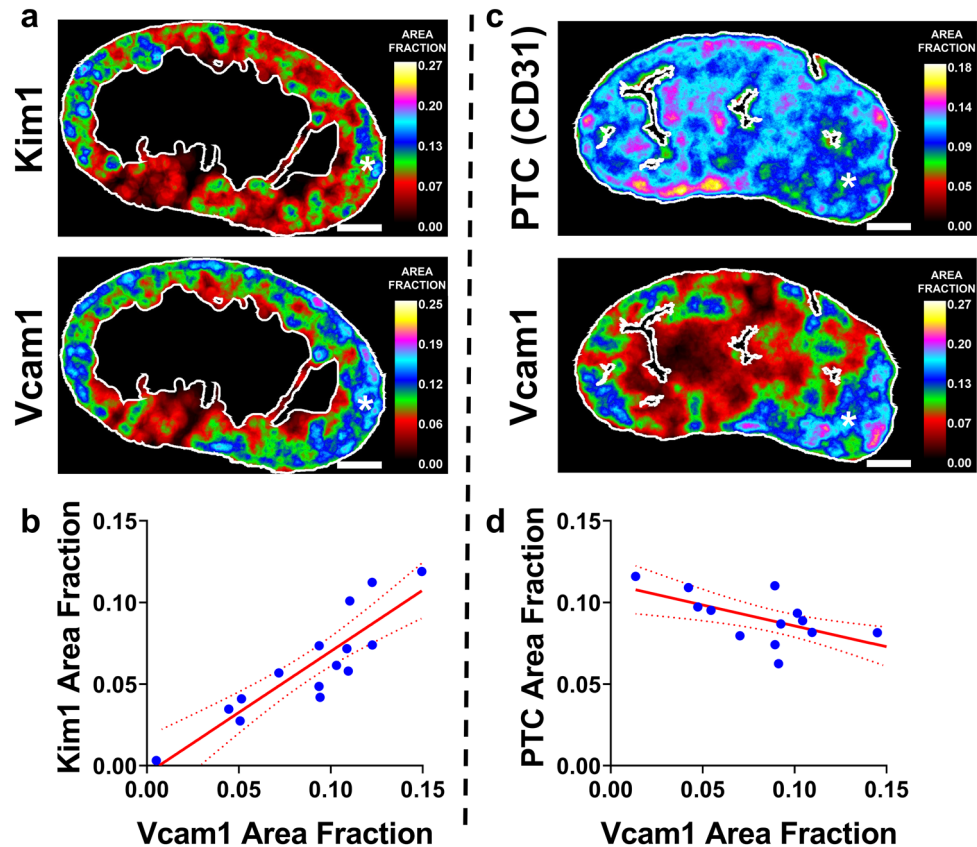 a
Kim1
AREA
FRACTION
0.27
0.20
0.13
0.07
0.00
*
Vcam1
AREA
FRACTION
0.25
0.19
0.12
0.06
0.00
*
b
Kim1 Area Fraction
0.15
0.10
0.05
0.00
0.00 0.05 0.10 0.15
Vcam1 Area Fraction
c
PTC (CD31)
AREA
FRACTION
0.18
0.14
0.09
0.05
0.00
*
Vcam1
AREA
FRACTION
0.27
0.20
0.13
0.07
0.00
*
d
PTC Area Fraction
0.15
0.10
0.05
0.00
0.00 0.05 0.10 0.15
Vcam1 Area Fraction